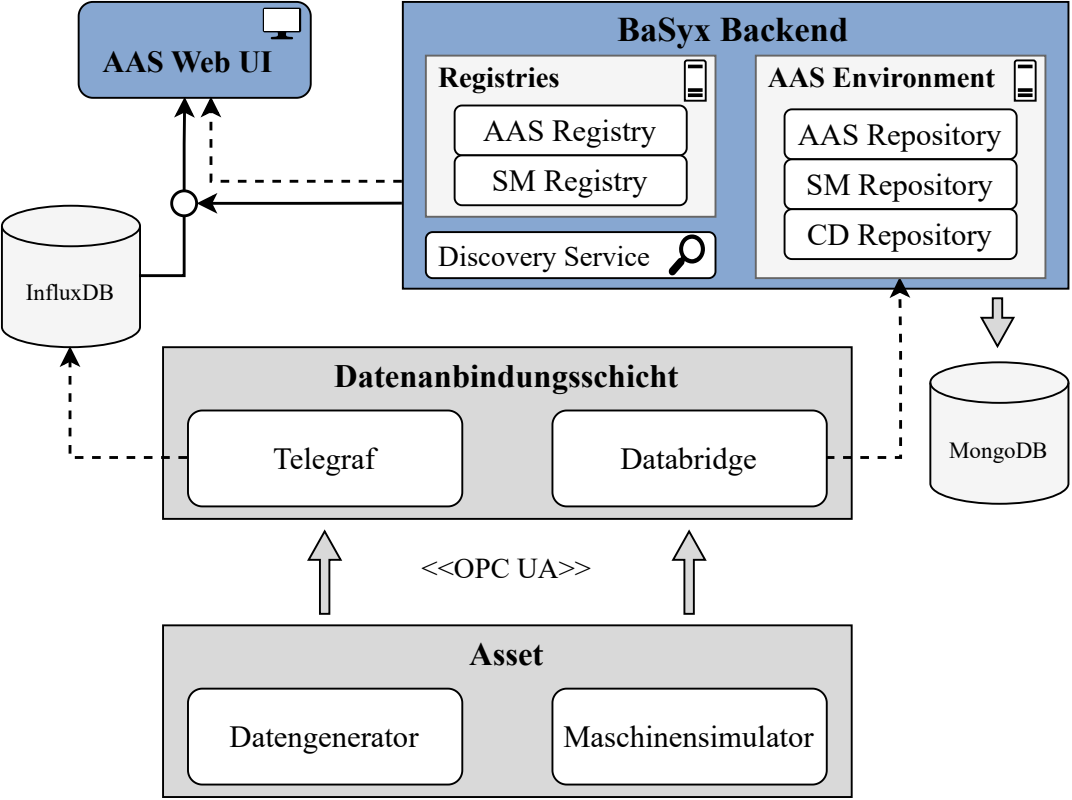 AAS Web UI
BaSyx Backend
Registries
AAS Registry
SM Registry
Discovery Service
AAS Environment
AAS Repository
SM Repository
CD Repository
InfluxDB
MongoDB
Datenanbindungsschicht
Telegraf
Databridge
<<OPC UA>>
Asset
Datengenerator
Maschinensimulator